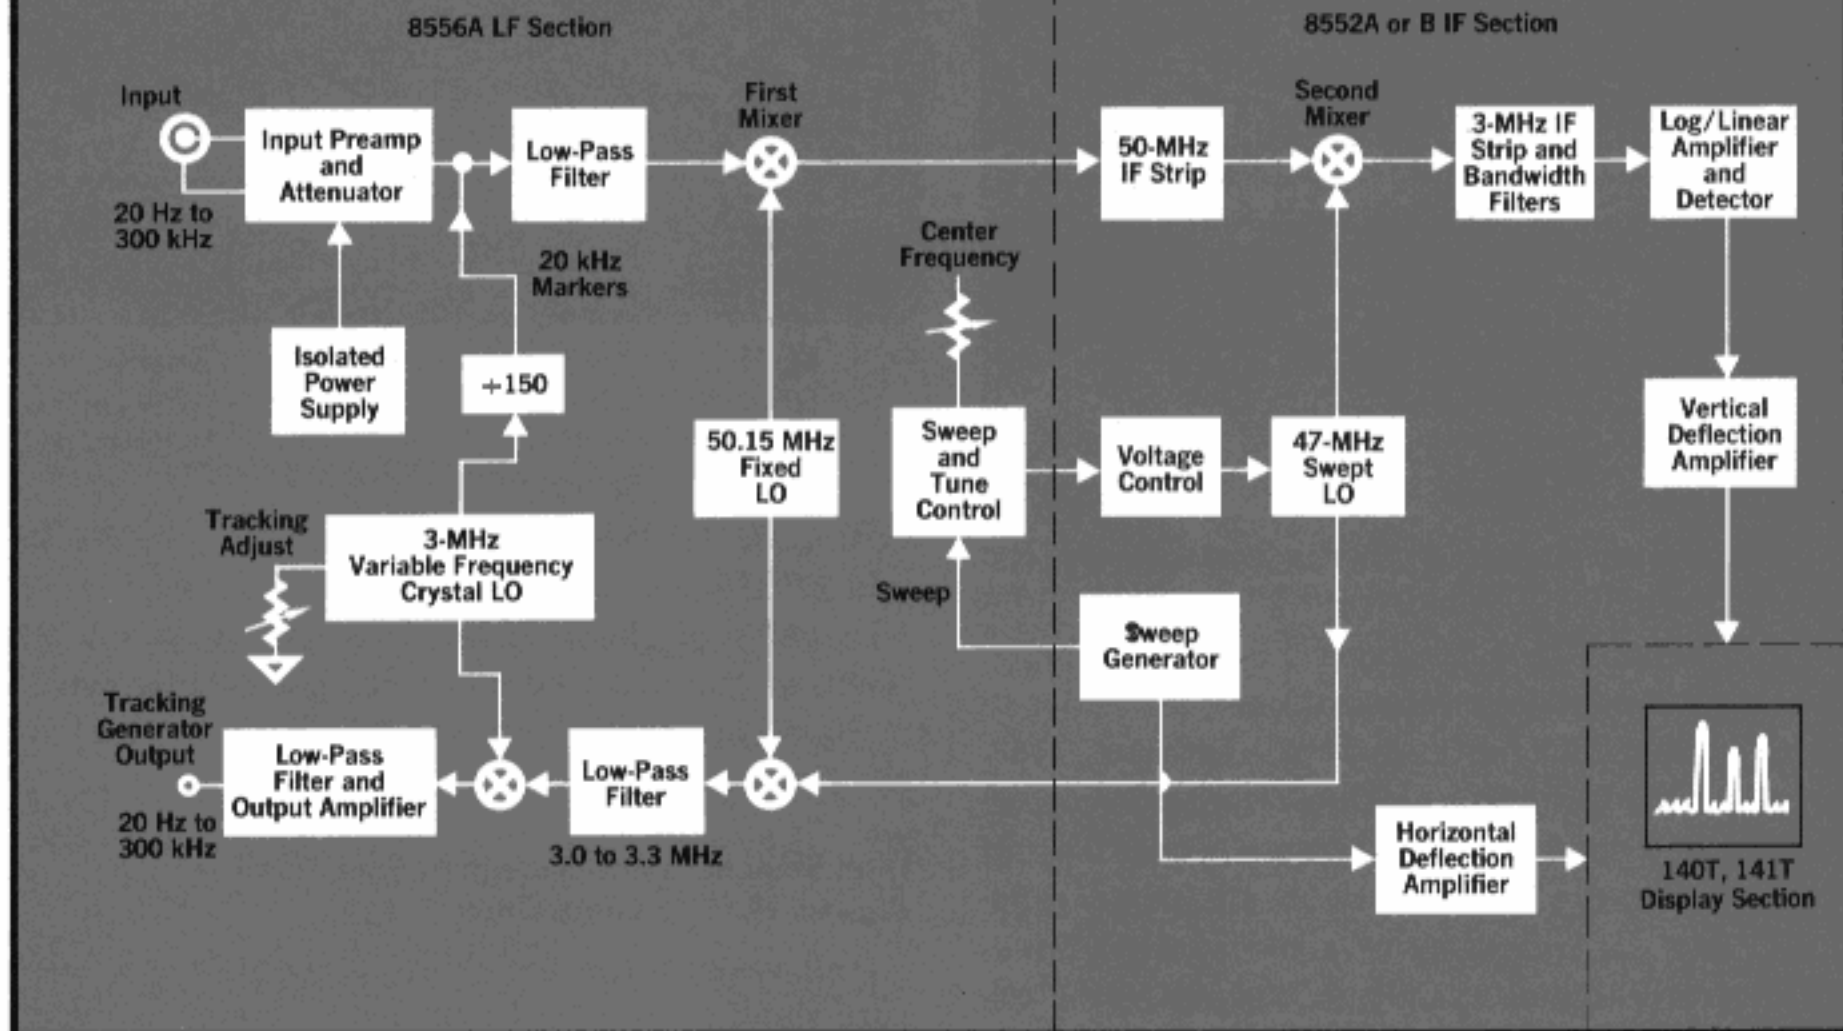 8556A LF Section
8552A or B IF Section
Input
Input Preamp
and
Attenuator
20 Hz to
300 kHz
Low-Pass
Filter
First
Mixer
50-MHz
IF Strip
Second
Mixer
3-MHz IF
Strip and
Bandwidth
Filters
Log/Linear
Amplifier
and
Detector
20 kHz
Markers
Center
Frequency
Isolated
Power
Supply
÷150
50.15 MHz
Fixed
LO
Sweep
and
Tune
Control
Voltage
Control
47-MHz
Swept
LO
Vertical
Deflection
Amplifier
Tracking
Adjust
3-MHz
Variable Frequency
Crystal LO
Sweep
Sweep
Generator
Tracking
Generator
Output
20 Hz to
300 kHz
Low-Pass
Filter and
Output Amplifier
Low-Pass
Filter
3.0 to 3.3 MHz
Horizontal
Deflection
Amplifier
140T, 141T
Display Section